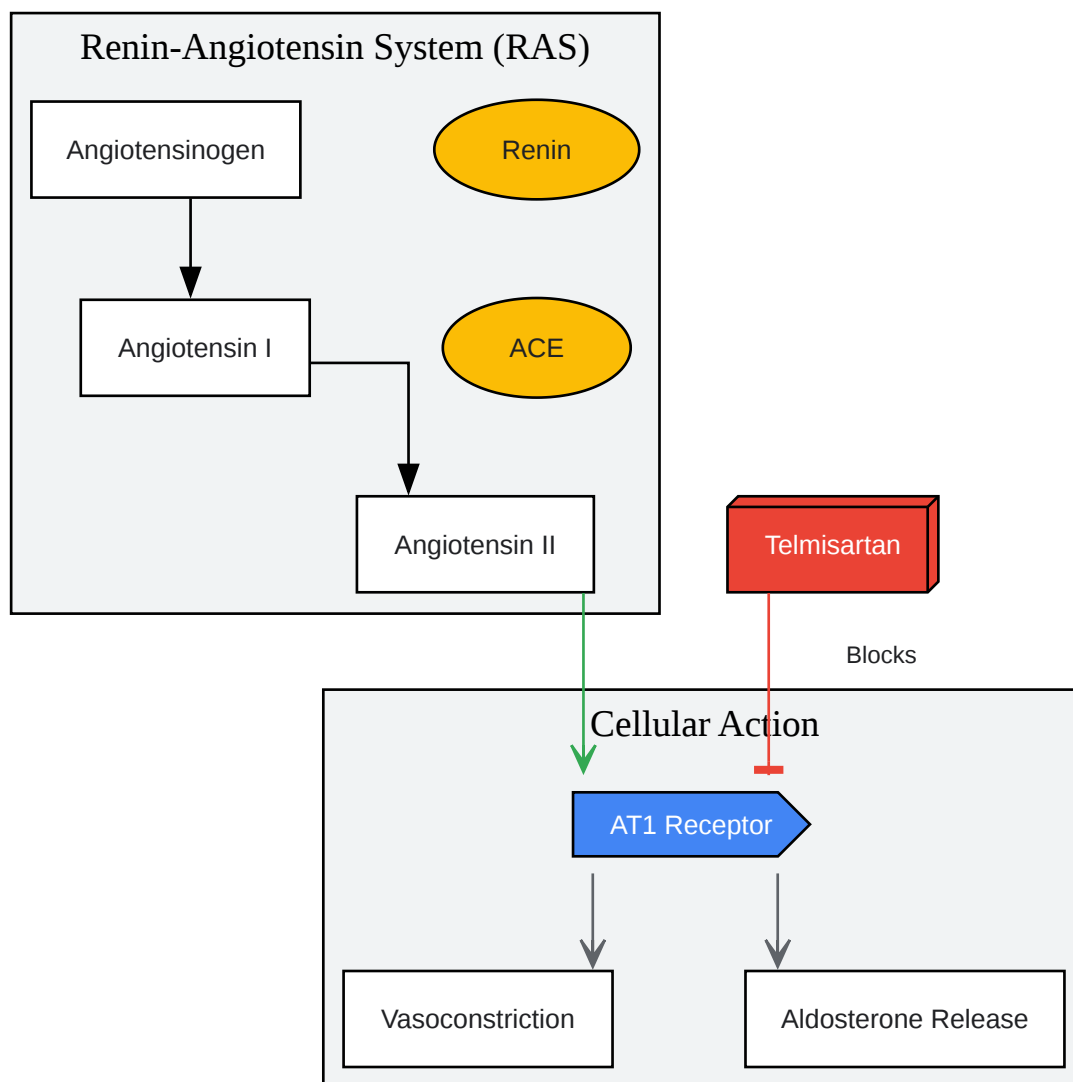 Renin-Angiotensin System (RAS)
Angiotensinogen
Renin
Angiotensin I
ACE
Angiotensin II
Telmisartan
Blocks
Cellular Action
AT1 Receptor
Vasoconstriction
Aldosterone Release